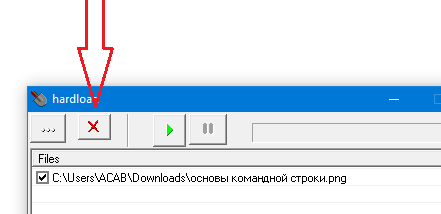 hardloa
...
Files
C:\Users\ACAB\Downloads\основы командной строки.png